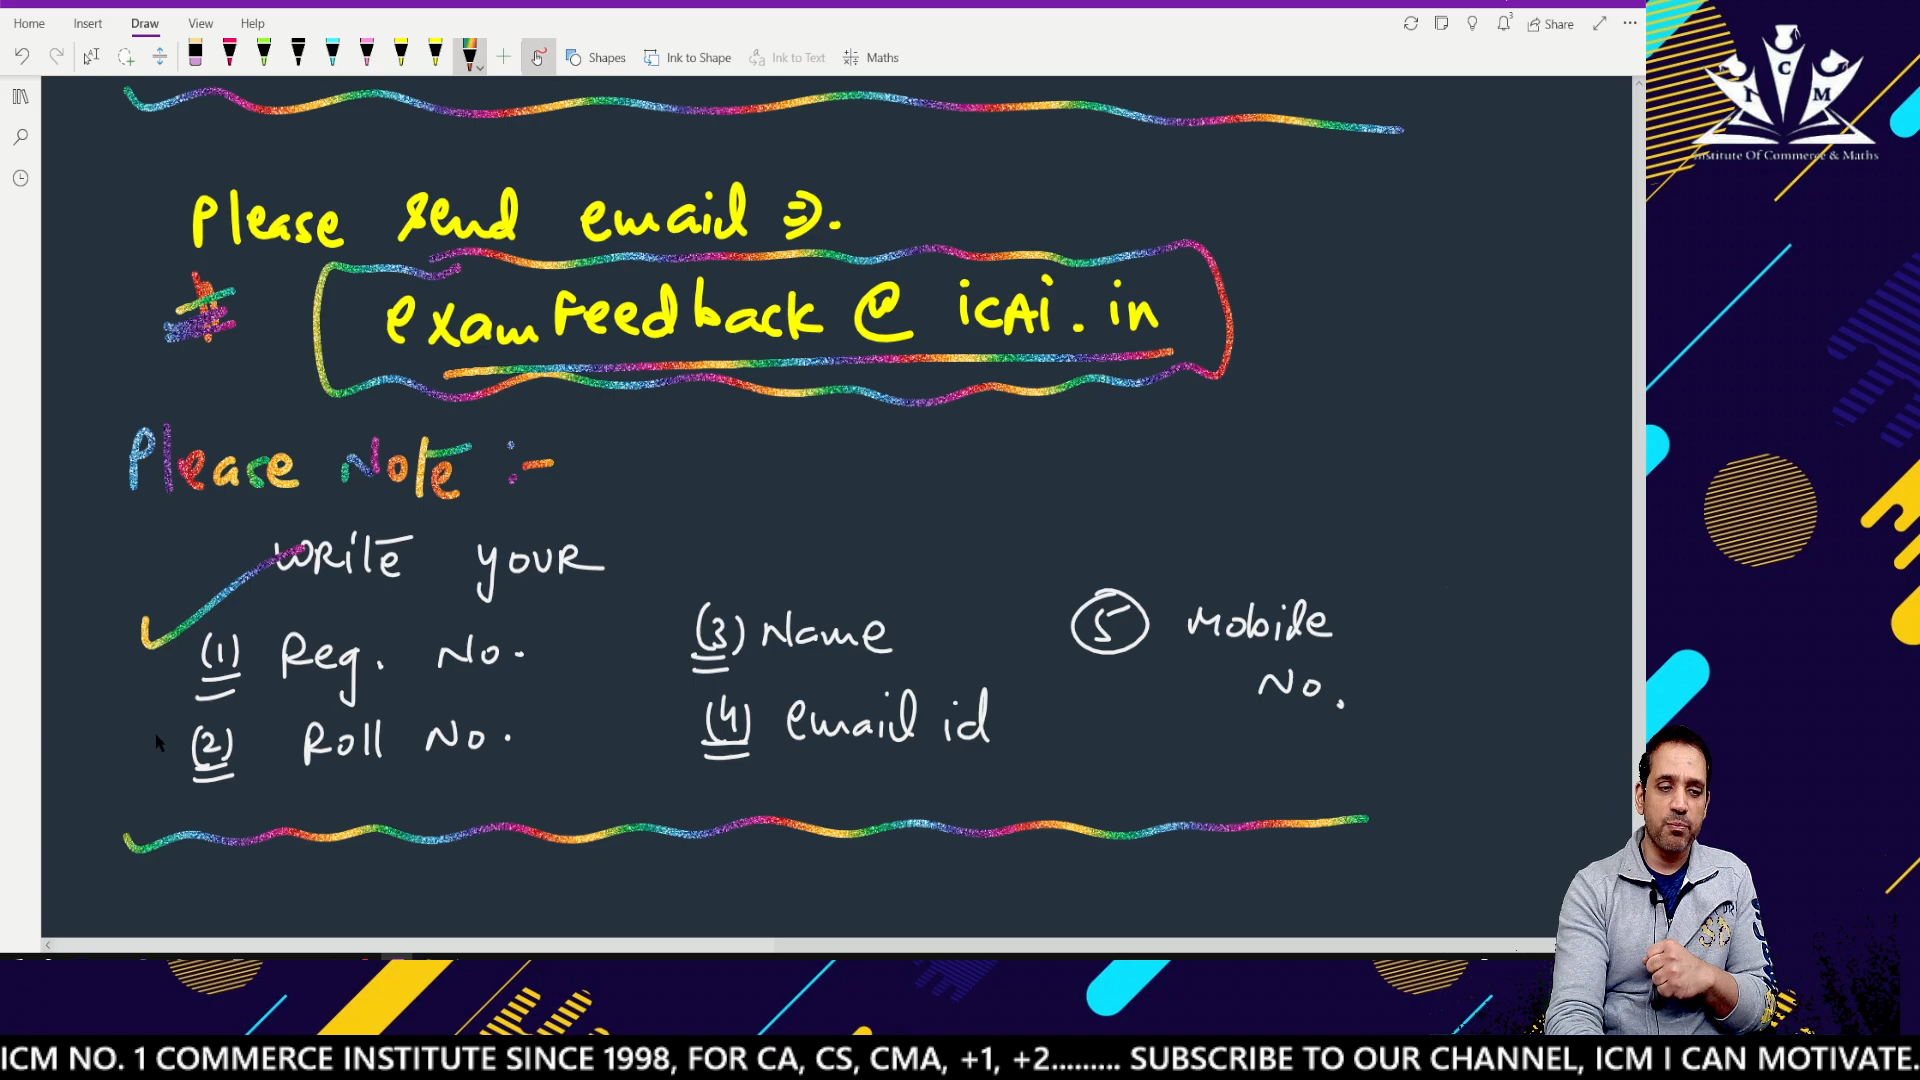 Home Insert Draw View Help
3 Share
Shapes Ink to Shape Ink to Text Maths
C
I M
Institute Of Commerce & Maths
Please send email ⇒.
# examfeedback @ icAi. in
Please Note :-
WRite YOUR
(1) Reg. No.
(2) Roll No.
(3) Name
(4) email id
5 Mobile
No.
ICM NO. 1 COMMERCE INSTITUTE SINCE 1998, FOR CA, CS, CMA, +1, +2......... SUBSCRIBE TO OUR CHANNEL, ICM I CAN MOTIVATE.